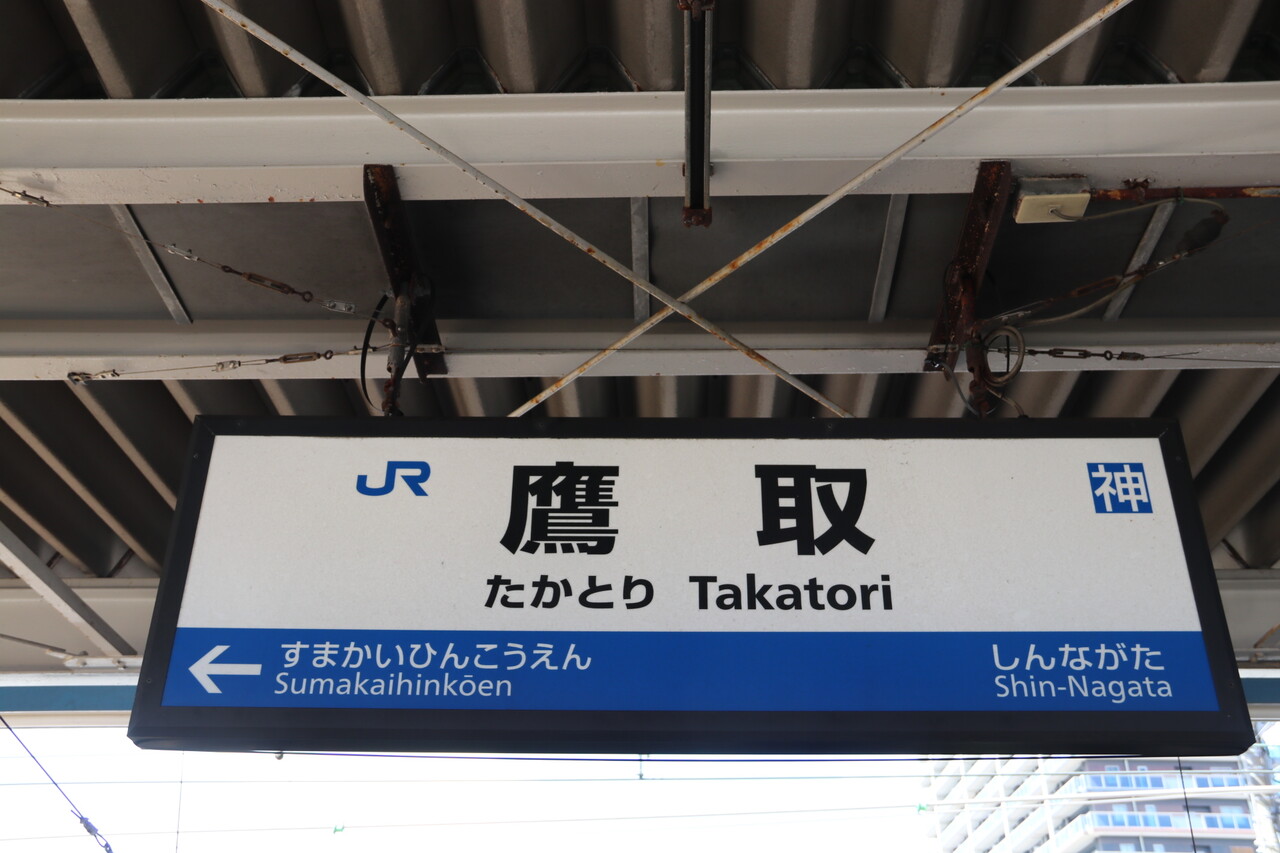 JR 鷹取 神
たかとり Takatori
← すまかいひんこうえん しんながた
Sumakaihinkōen Shin-Nagata